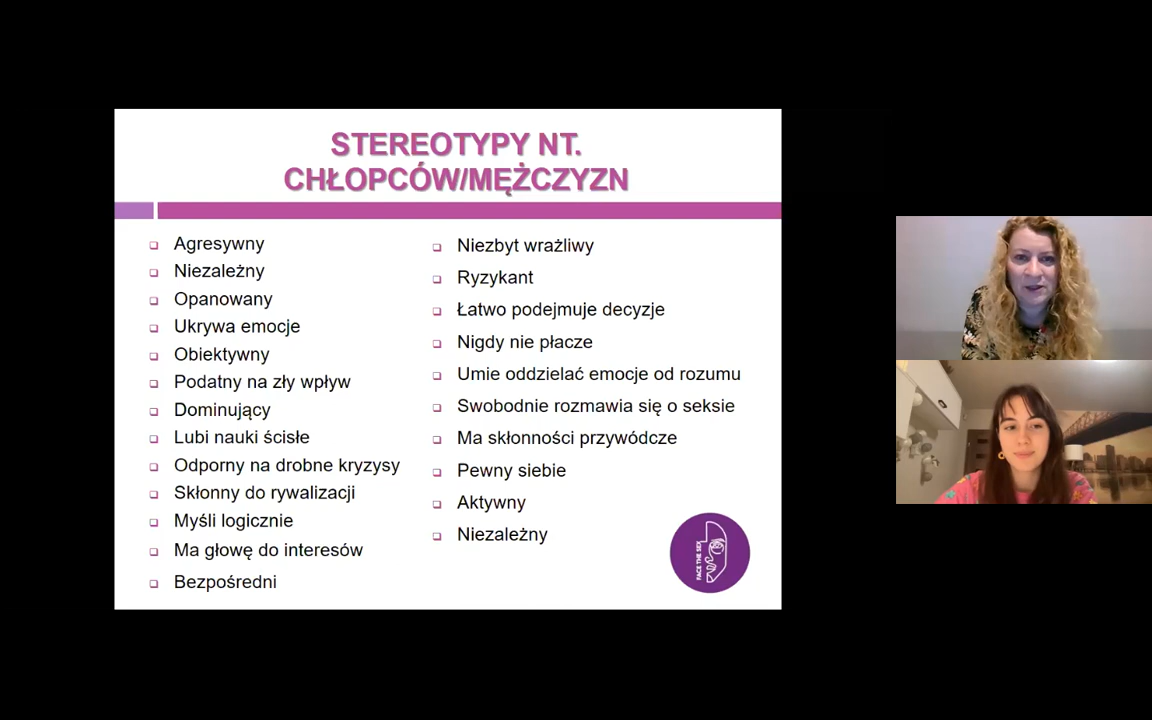 STEREOTYPY NT.
CHŁOPCÓW/MĘŻCZYZN
Agresywny
Niezależny
Opanowany
Ukrywa emocje
Obiektywny
Podatny na zły wpływ
Dominujący
Lubi nauki ścisłe
Odporny na drobne kryzysy
Skłonny do rywalizacji
Myśli logicznie
Ma głowę do interesów
Bezpośredni
Niezbyt wrażliwy
Ryzykant
Łatwo podejmuje decyzje
Nigdy nie płacze
Umie oddzielać emocje od rozumu
Swobodnie rozmawia się o seksie
Ma skłonności przywódcze
Pewny siebie
Aktywny
Niezależny
FACE THE SEX